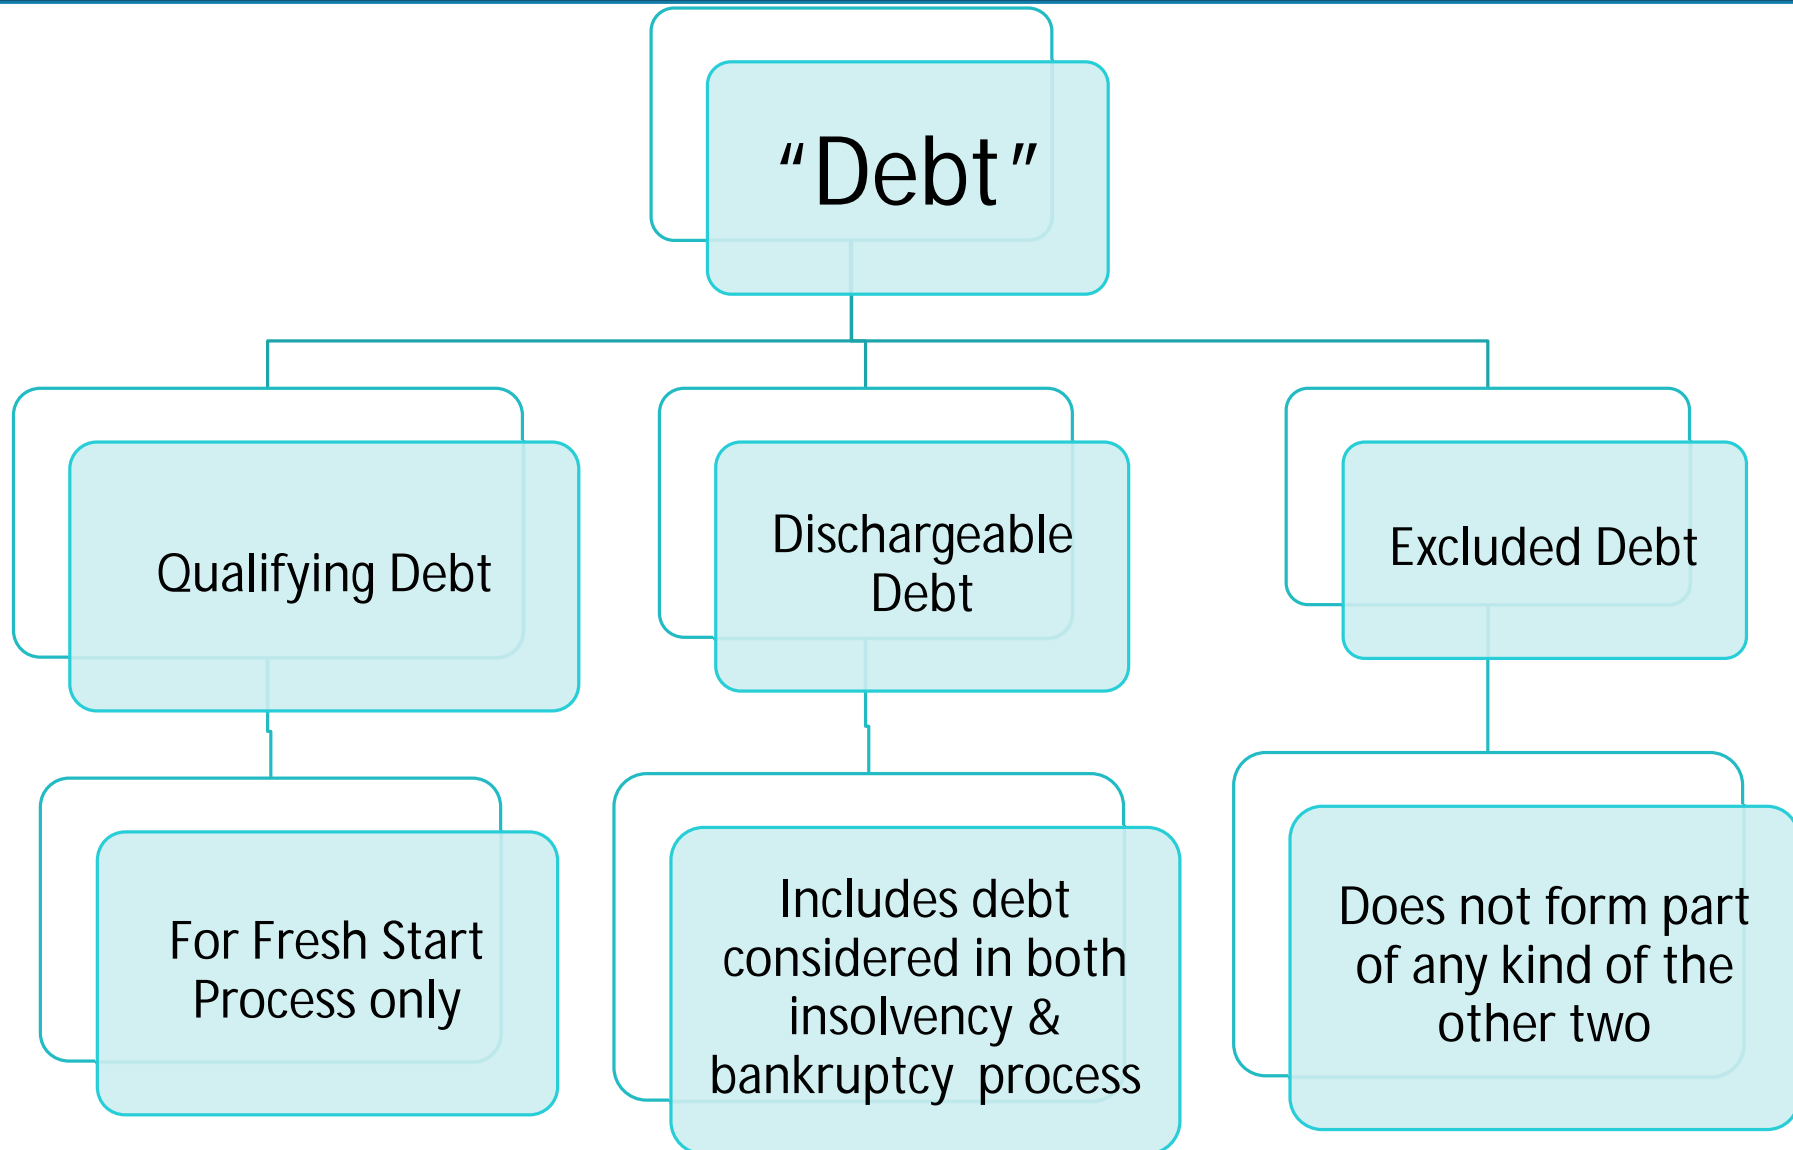 “Debt”
Qualifying Debt
Dischargeable
Debt
Excluded Debt
For Fresh Start
Process only
Includes debt
considered in both
insolvency &
bankruptcy process
Does not form part
of any kind of the
other two